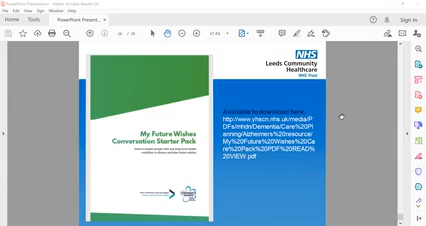 PowerPoint Presentation - Adobe Acrobat Reader DC
File Edit View Sign Window Help
Home Tools PowerPoint Present... × Sign In
26 / 26 57.4%
NHS
Leeds Community
Healthcare
NHS Trust
My Future Wishes
Conversation Starter Pack
Available to download here:
http://www.yhscn.nhs.uk/media/P
DFs/mhdn/Dementia/Care%20Pl
anning/Alzheimers%20resource/
My%20Future%20Wishes%20Ca
re%20Pack%20PDF%20READ%
20VIEW.pdf